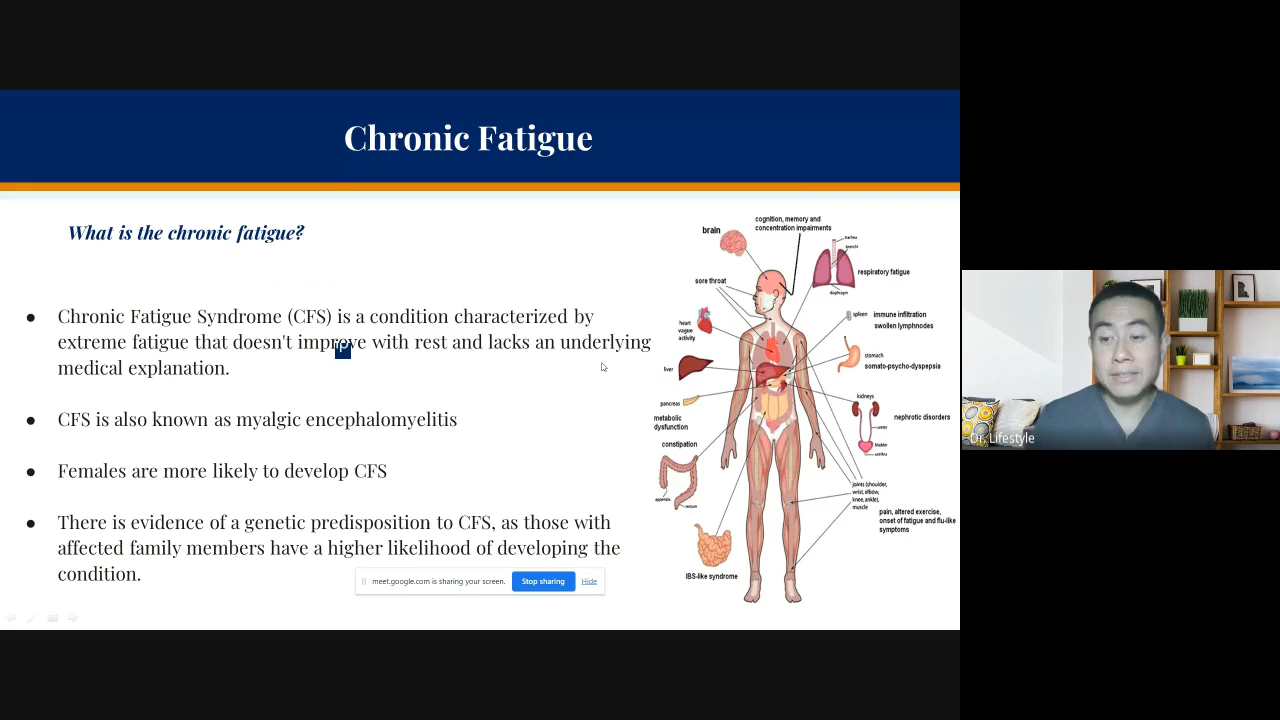 Chronic Fatigue
What is the chronic fatigue?
Chronic Fatigue Syndrome (CFS) is a condition characterized by
extreme fatigue that doesn't improve with rest and lacks an underlying
medical explanation.
CFS is also known as myalgic encephalomyelitis
Females are more likely to develop CFS
There is evidence of a genetic predisposition to CFS, as those with
affected family members have a higher likelihood of developing the
condition.
meet.google.com is sharing your screen.
Stop sharing
Hide
brain
cognition, memory and
concentration impairments
trachea
bronchi
respiratory fatigue
diaphragm
sore throat
spleen
immune infiltration
swollen lymphnodes
heart
vague
activity
stomach
somato-psycho-dyspepsia
liver
pancreas
metabolic
dysfunction
kidneys
nephrotic disorders
ureter
bladder
urethra
constipation
appendix
rectum
joints (shoulder,
wrist, elbow,
knee, ankle),
muscle
pain, altered exercise,
onset of fatigue and flu-like
symptoms
IBS-like syndrome
Dr. Lifestyle